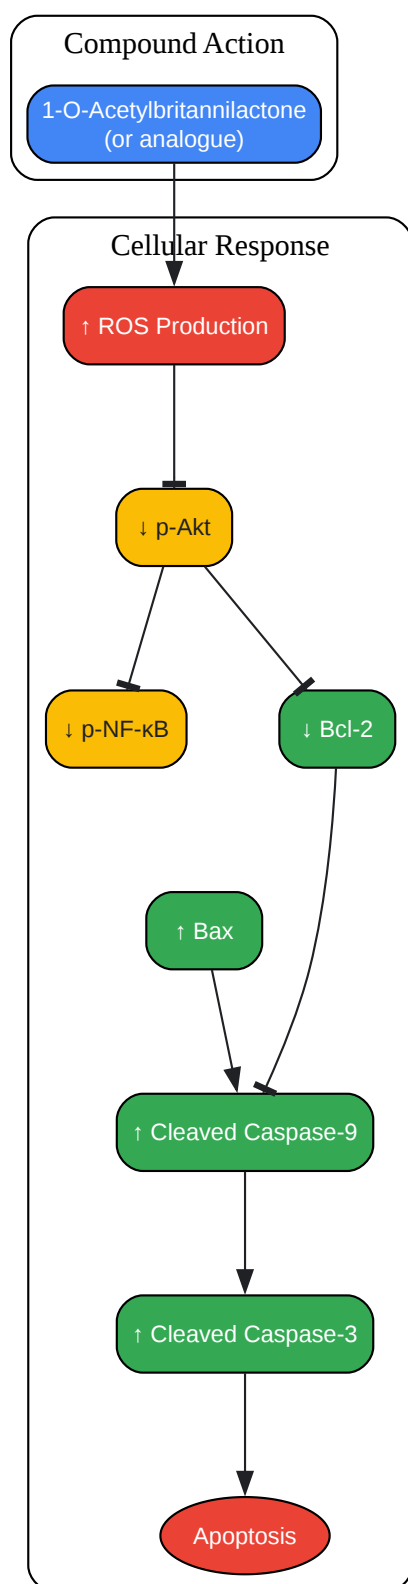 Compound Action
1-O-Acetylbritannilactone
(or analogue)
Cellular Response
↑ ROS Production
↓ p-Akt
↓ p-NF-κB
↓ Bcl-2
↑ Bax
↑ Cleaved Caspase-9
↑ Cleaved Caspase-3
Apoptosis